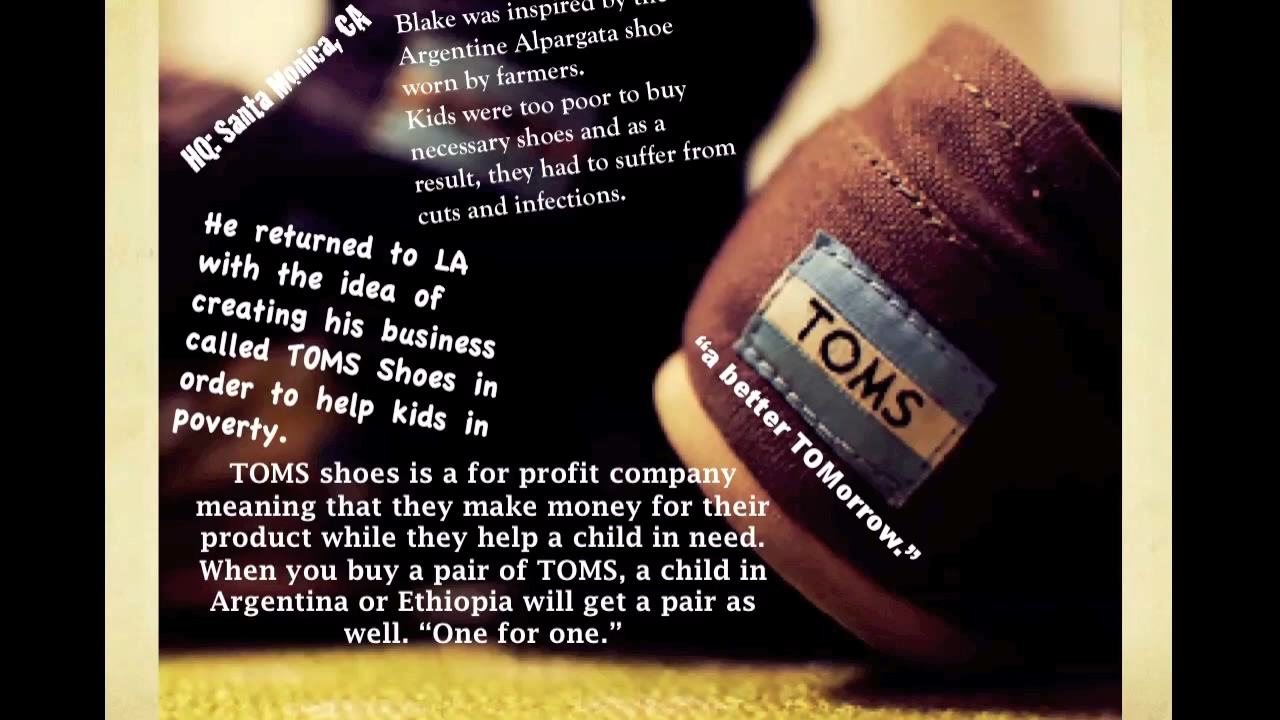 HQ: Santa Monica, CA
Blake was inspired by the
Argentine Alpargata shoe
worn by farmers.
Kids were too poor to buy
necessary shoes and as a
result, they had to suffer from
cuts and infections.
He returned to LA
with the idea of
creating his business
called TOMS Shoes in
order to help kids in
poverty.
TOMS
“a better TOMorrow.”
TOMS shoes is a for profit company
meaning that they make money for their
product while they help a child in need.
When you buy a pair of TOMS, a child in
Argentina or Ethiopia will get a pair as
well. “One for one.”